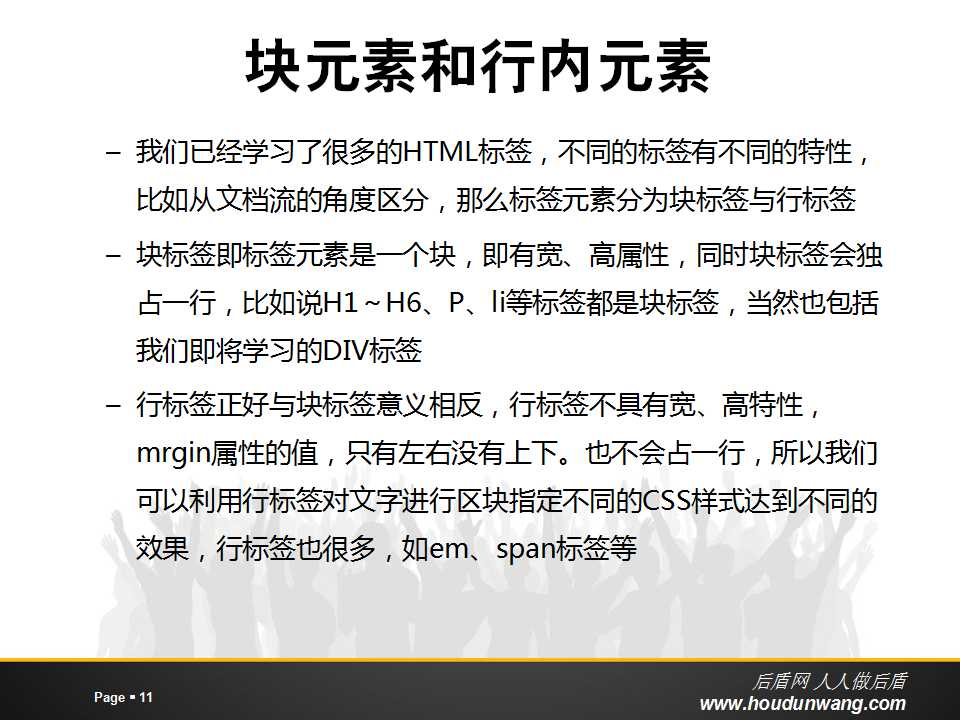 块元素和行内元素
– 我们已经学习了很多的HTML标签，不同的标签有不同的特性，
比如从文档流的角度区分，那么标签元素分为块标签与行标签
– 块标签即标签元素是一个块，即有宽、高属性，同时块标签会独
占一行，比如说H1～H6、P、li等标签都是块标签，当然也包括
我们即将学习的DIV标签
– 行标签正好与块标签意义相反，行标签不具有宽、高特性，
mrgin属性的值，只有左右没有上下。也不会占一行，所以我们
可以利用行标签对文字进行区块指定不同的CSS样式达到不同的
效果，行标签也很多，如em、span标签等
Page ▪ 11
后盾网 人人做后盾
www.houdunwang.com